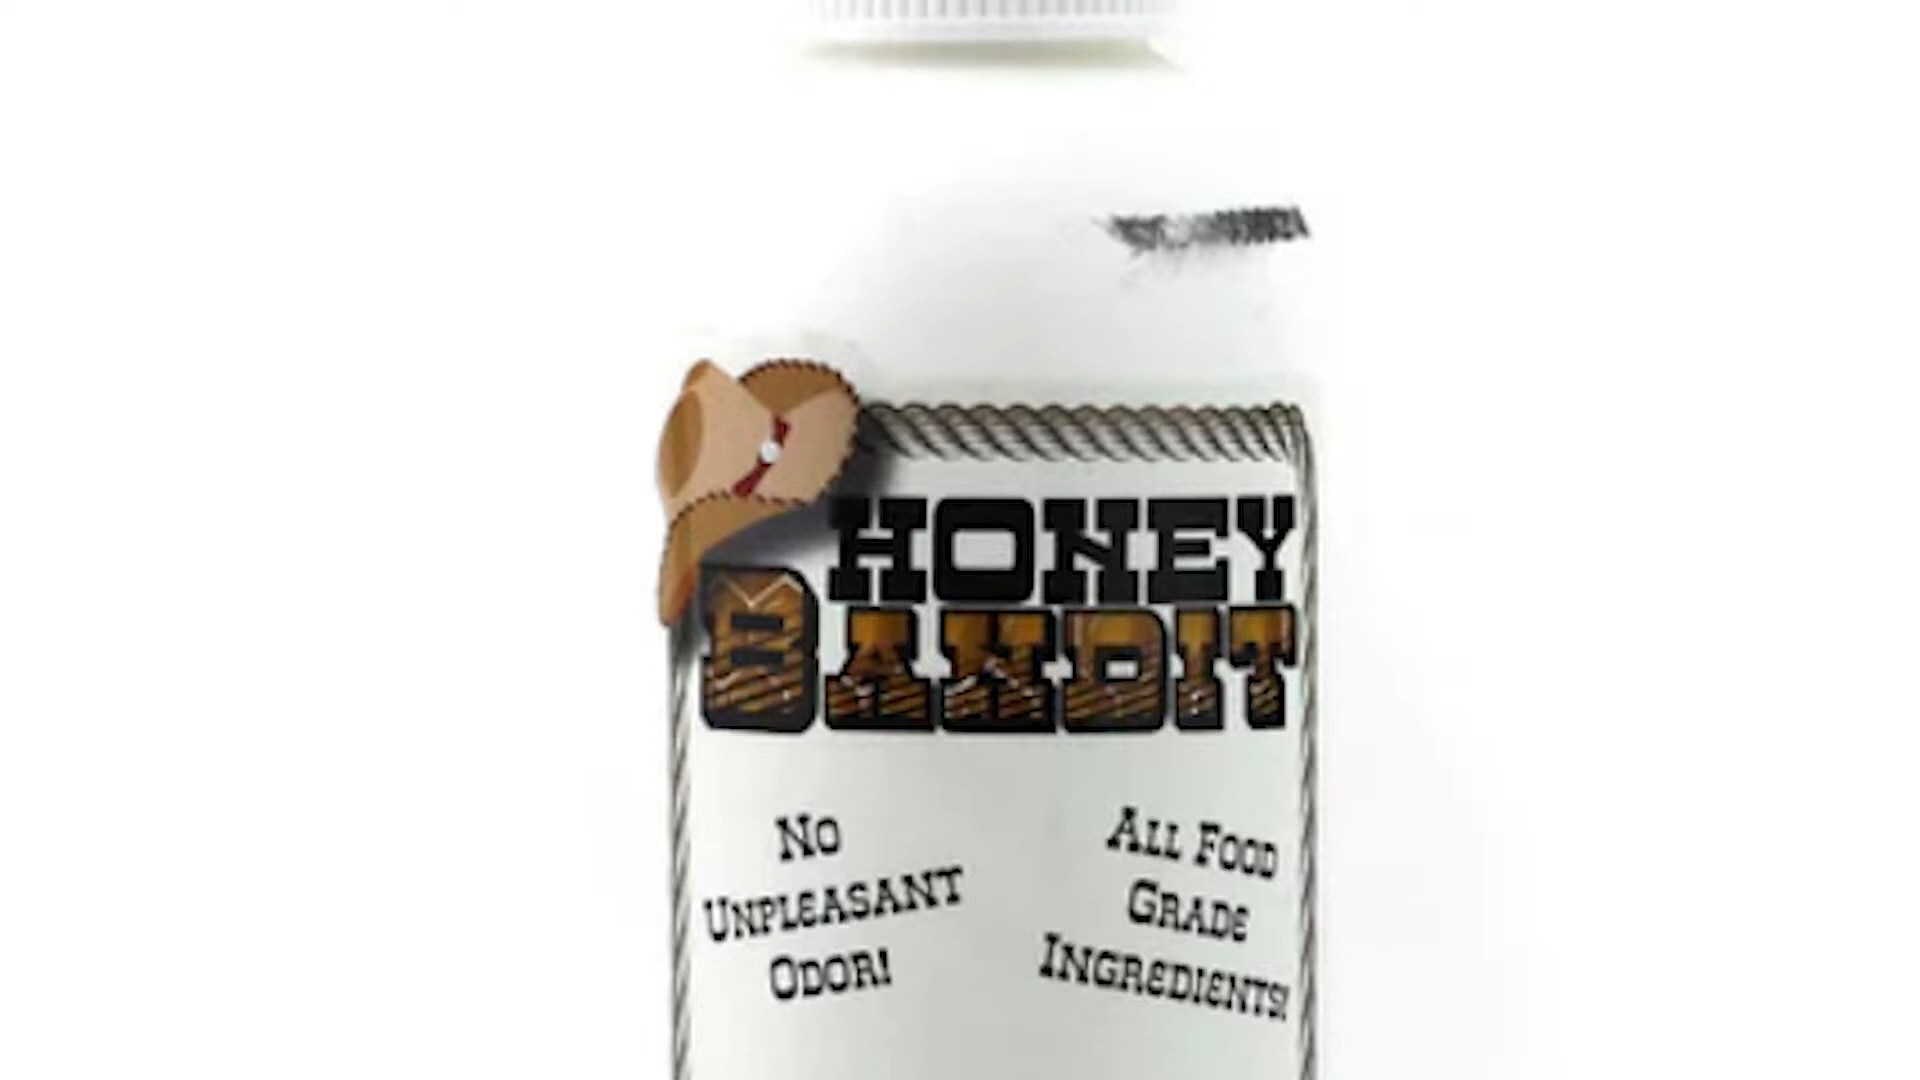 HONEY
BANDIT
NO
UNPLEASANT
ODOR!
ALL FOOD
GRADE
INGREDIENTS!